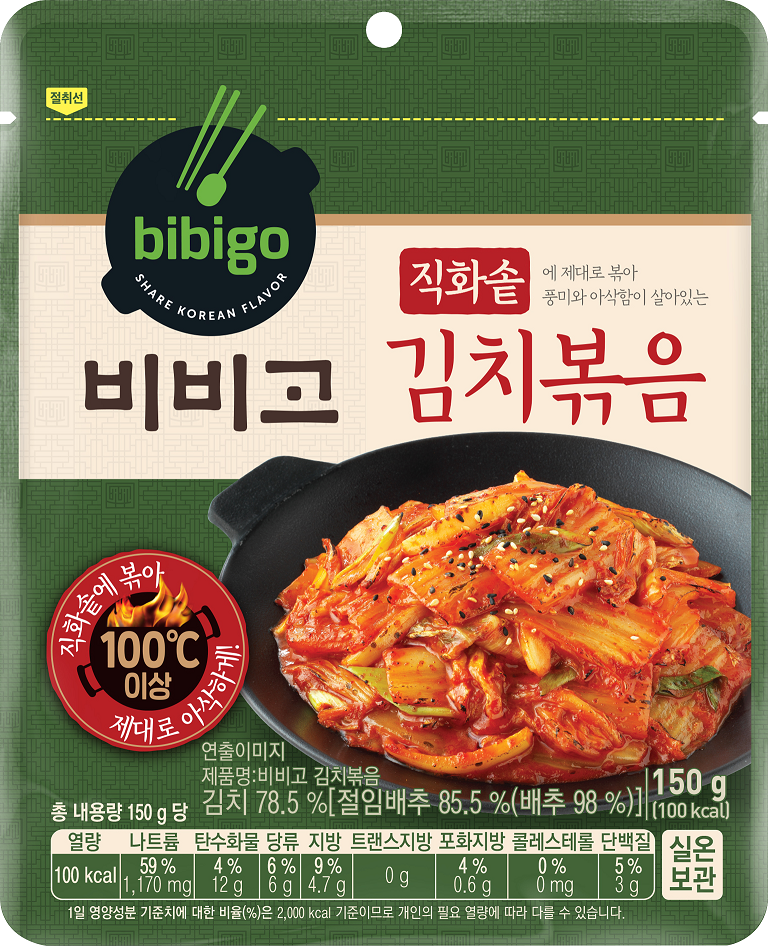 절취선
bibigo
SHARE KOREAN FLAVOR
비비고
직화솥 에 제대로 볶아
풍미와 아삭함이 살아있는
김치볶음
직화솥에 볶아
100℃
이상
제대로 아삭하게!
연출이미지
제품명:비비고 김치볶음
김치 78.5 %[절임배추 85.5 %(배추 98 %)]
150 g
(100 kcal)
총 내용량 150 g 당
열량 나트륨 탄수화물 당류 지방 트랜스지방 포화지방 콜레스테롤 단백질
59 % 4 % 6 % 9 % 4 % 0 % 5 %
100 kcal 1,170 mg 12 g 6 g 4.7 g 0 g 0.6 g 0 mg 3 g
1일 영양성분 기준치에 대한 비율(%)은 2,000 kcal 기준이므로 개인의 필요 열량에 따라 다를 수 있습니다.
실온
보관